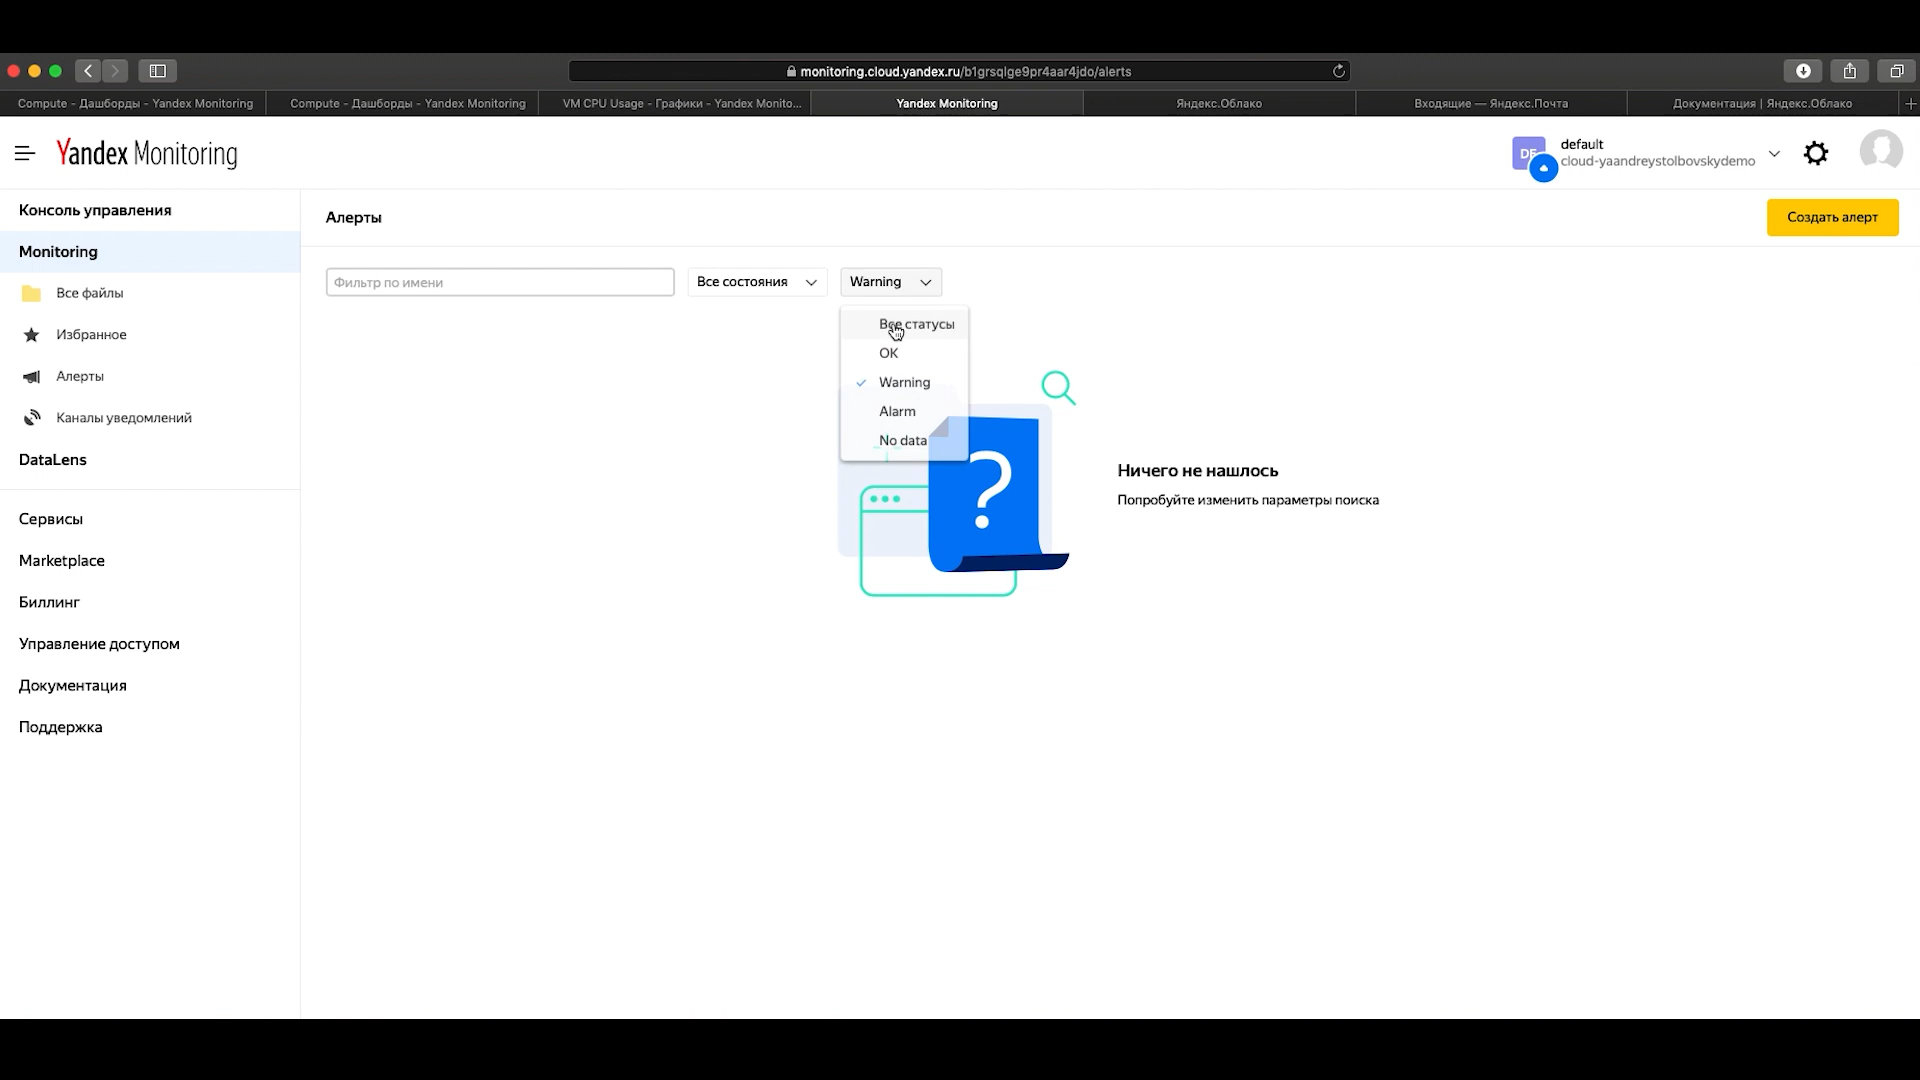 monitoring.cloud.yandex.ru/b1grsqlge9pr4aar4jdo/alerts
Compute – Дашборды – Yandex Monitoring
Compute – Дашборды – Yandex Monitoring
VM CPU Usage – Графики – Yandex Monito...
Yandex Monitoring
Яндекс.Облако
Входящие — Яндекс.Почта
Документация | Яндекс.Облако
Yandex Monitoring
DE
default
cloud-yaandreystolbovskydemo
Консоль управления
Monitoring
Все файлы
Избранное
Алерты
Каналы уведомлений
DataLens
Сервисы
Marketplace
Биллинг
Управление доступом
Документация
Поддержка
Алерты
Создать алерт
Фильтр по имени
Все состояния
Warning
Все статусы
OK
Warning
Alarm
No data
?
Ничего не нашлось
Попробуйте изменить параметры поиска